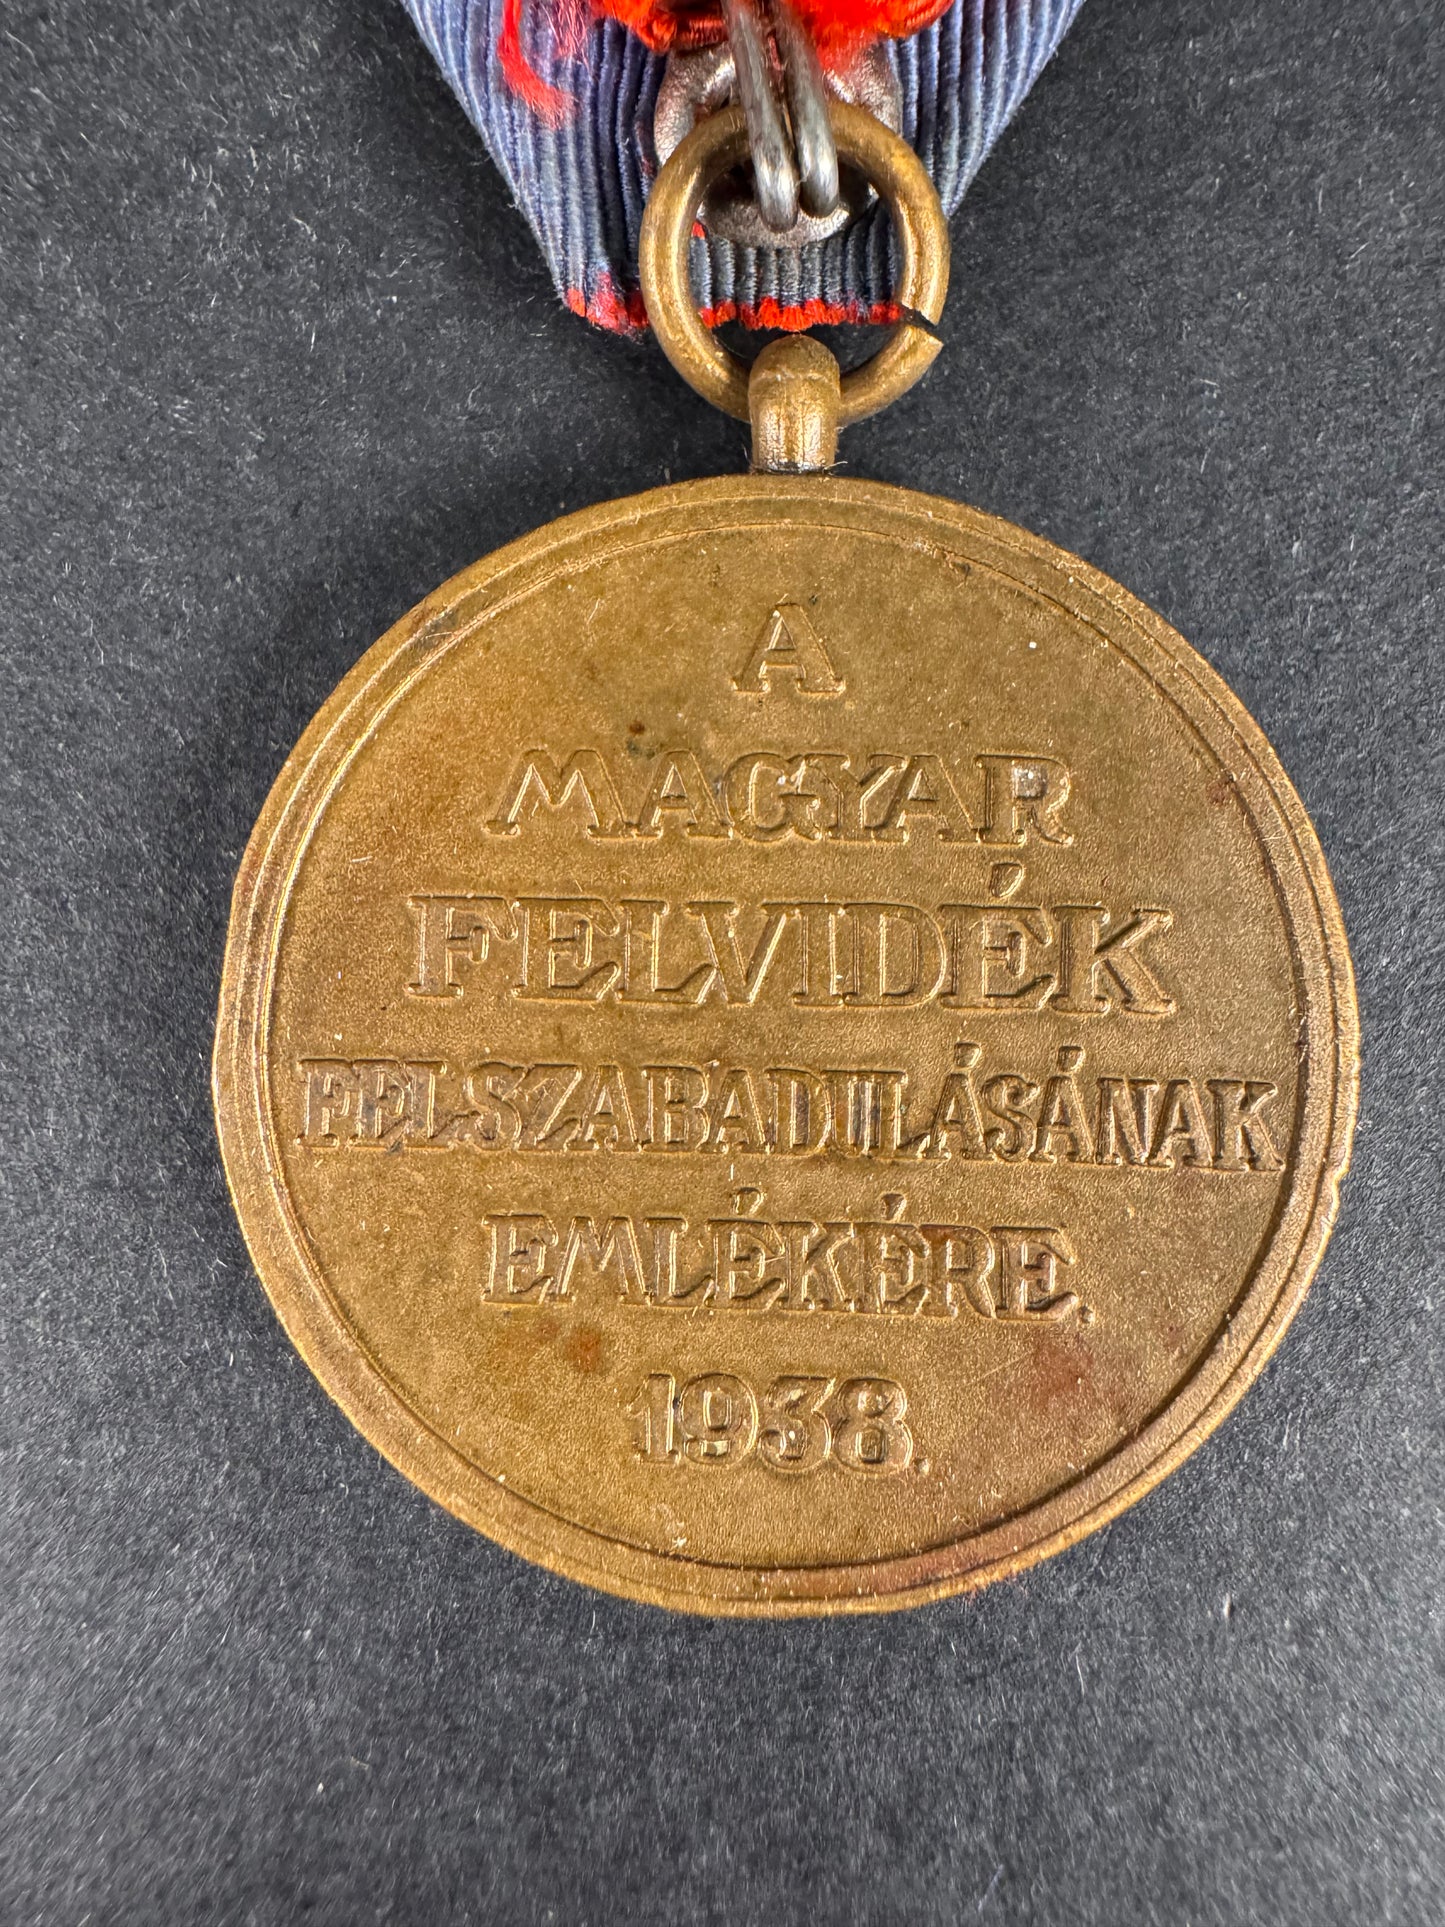 A
MAGYAR
FELVIDÉK
FELSZABADULÁSÁNAK
EMLÉKÉRE.
1938.